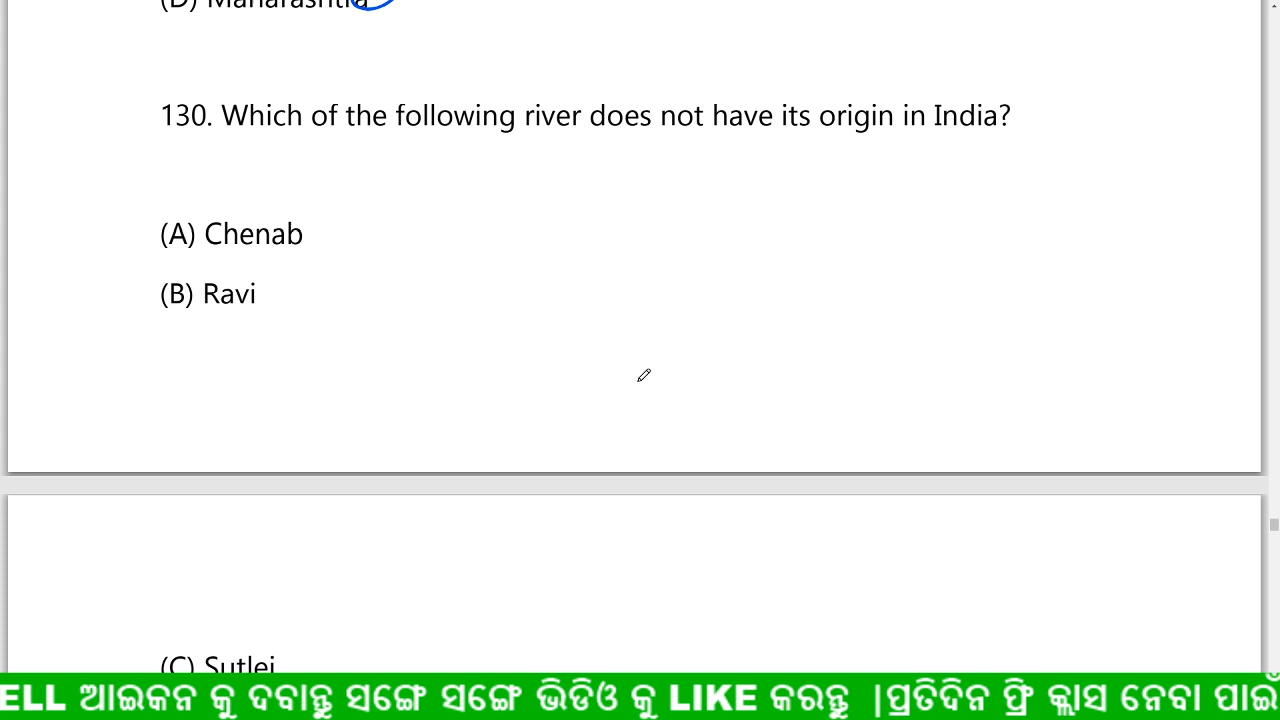 (D) Maharashtra
130. Which of the following river does not have its origin in India?
(A) Chenab
(B) Ravi
(C) Sutlej
ELL ଆଇକନ କୁ ଦବାନ୍ତୁ ସଙ୍ଗେ ସଙ୍ଗେ ଭିଡିଓ କୁ LIKE କରନ୍ତୁ |ପ୍ରତିଦିନ ଫ୍ରି କ୍ଲାସ ନେବା ପାଇଁ